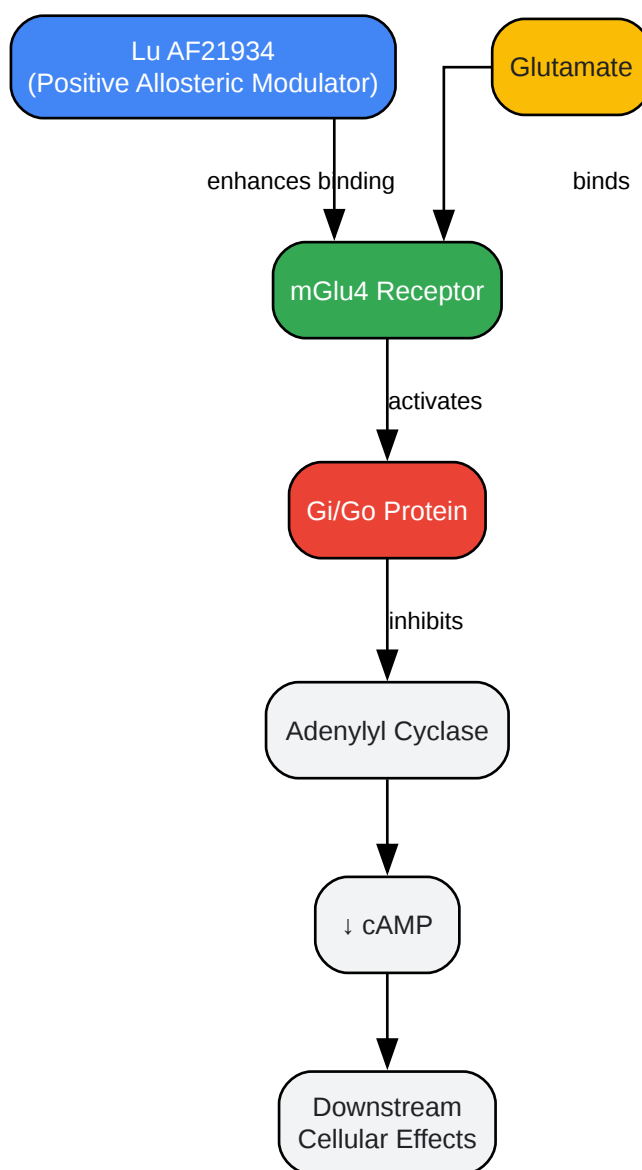 Lu AF21934
(Positive Allosteric Modulator)
Glutamate
enhances binding
binds
mGlu4 Receptor
activates
Gi/Go Protein
inhibits
Adenylyl Cyclase
↓ cAMP
Downstream
Cellular Effects